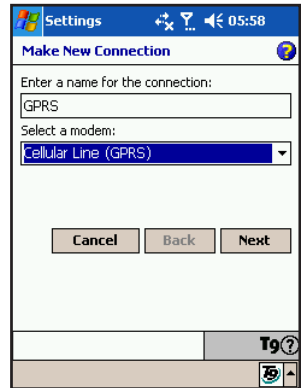 Settings 05:58
Make New Connection
Enter a name for the connection:
GPRS
Select a modem:
Cellular Line (GPRS)
Cancel Back Next
T9
T9